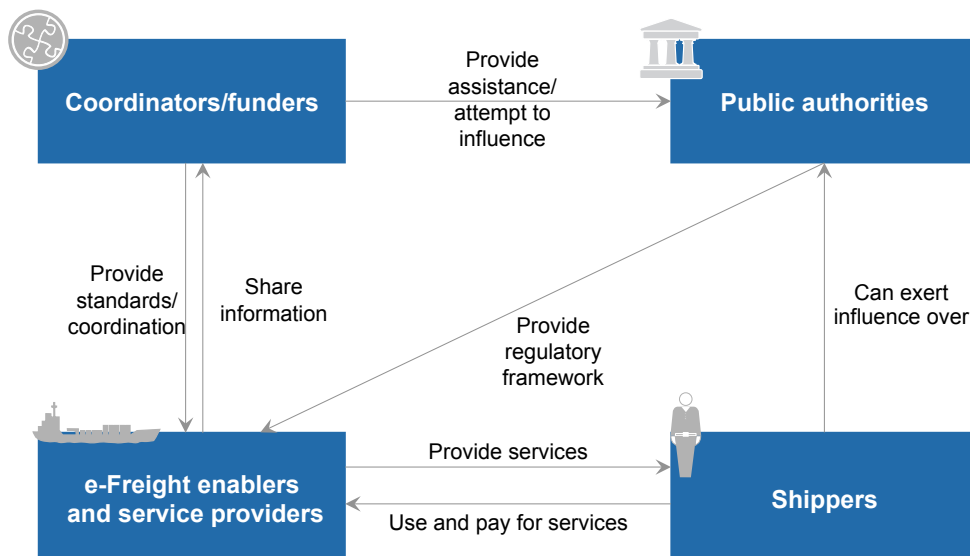 Coordinators/funders
Provide
assistance/
attempt to
influence
Public authorities
Provide
standards/
coordination
Share
information
Provide
regulatory
framework
Can exert
influence over
e-Freight enablers
and service providers
Provide services
Use and pay for services
Shippers